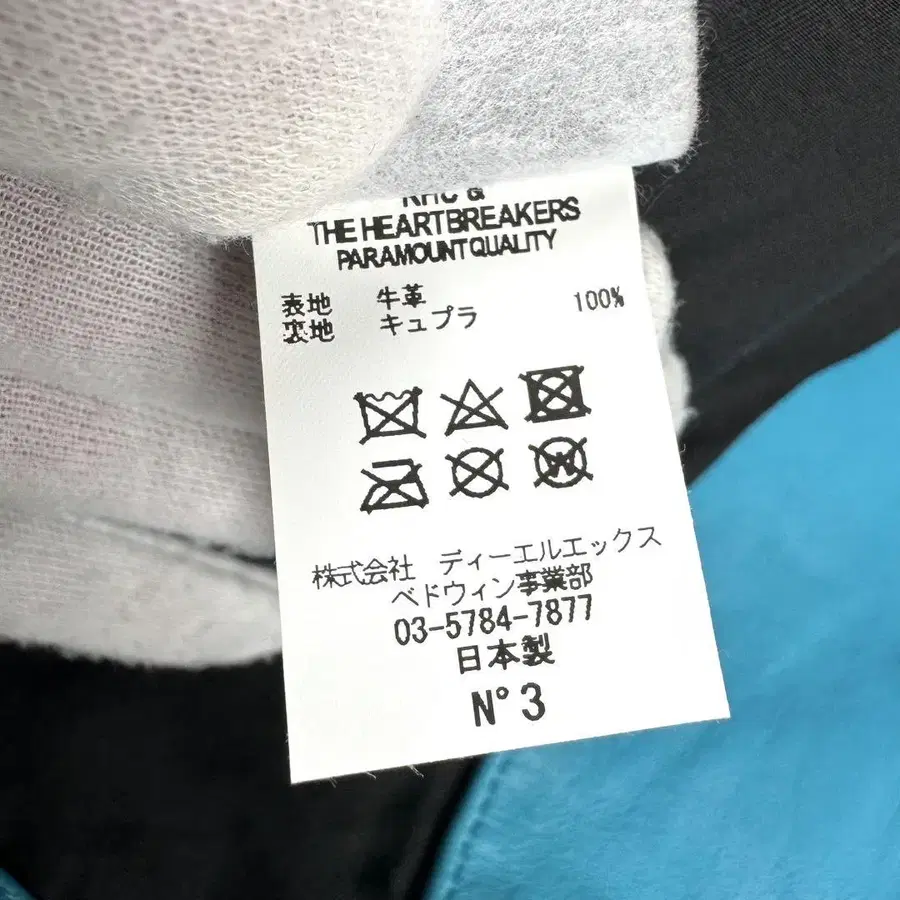 RHC &
THE HEARTBREAKERS
PARAMOUNT QUALITY
表地 牛革
裏地 キュプラ 100%
株式会社 ディーエルエックス
ベドウィン事業部
03-5784-7877
日本製
N°3